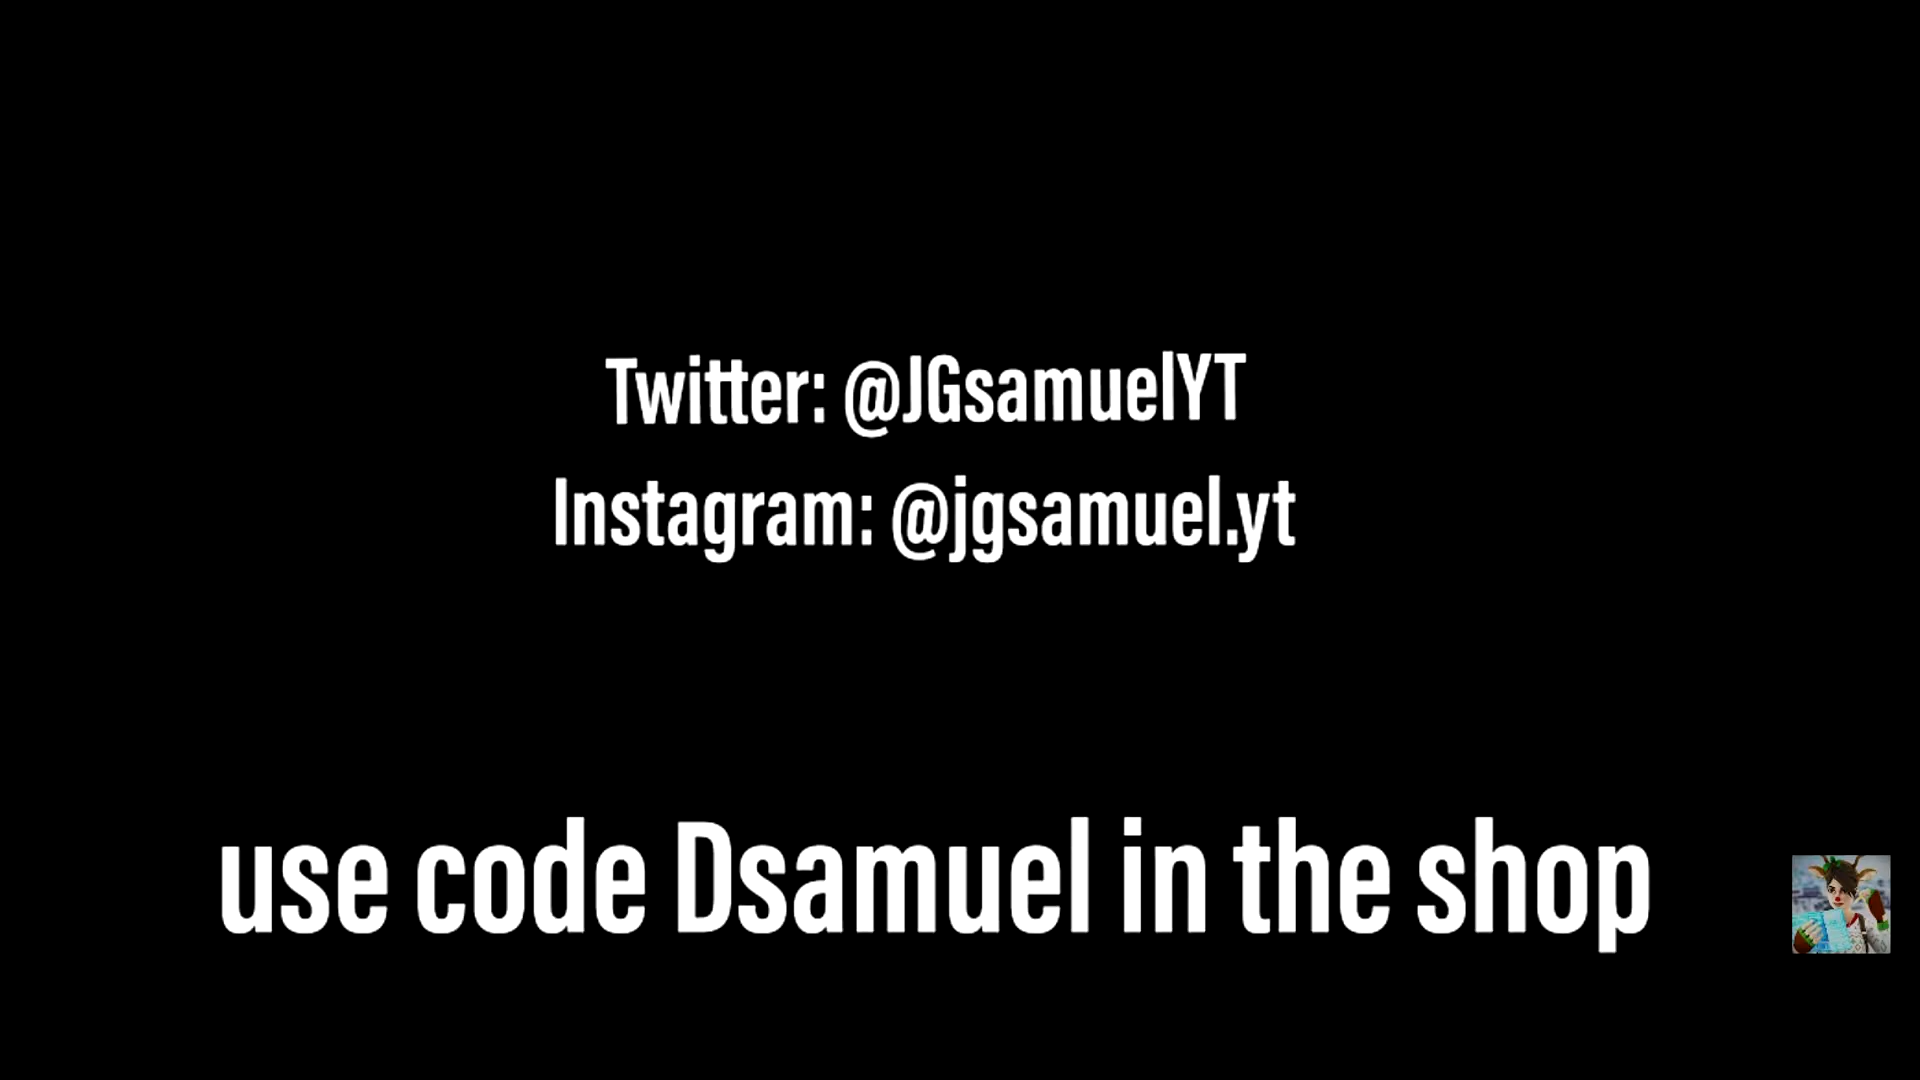 Twitter: @JGsamuelYT
Instagram: @jgsamuel.yt
use code Dsamuel in the shop